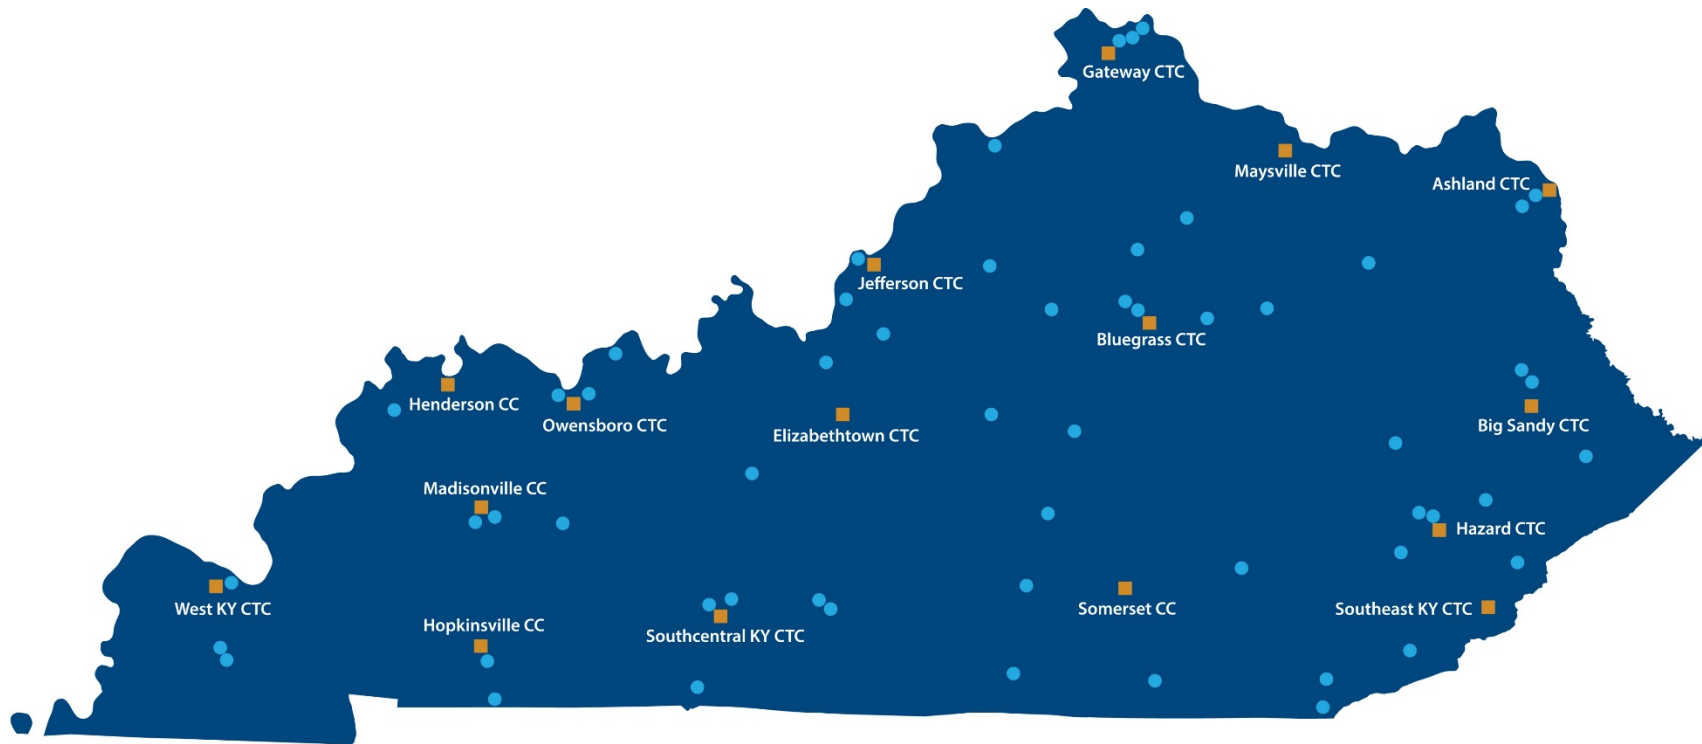 Gateway CTC
Maysville CTC
Ashland CTC
Jefferson CTC
Bluegrass CTC
Henderson CC
Owensboro CTC
Elizabethtown CTC
Big Sandy CTC
Madisonville CC
Hazard CTC
West KY CTC
Hopkinsville CC
Southcentral KY CTC
Somerset CC
Southeast KY CTC